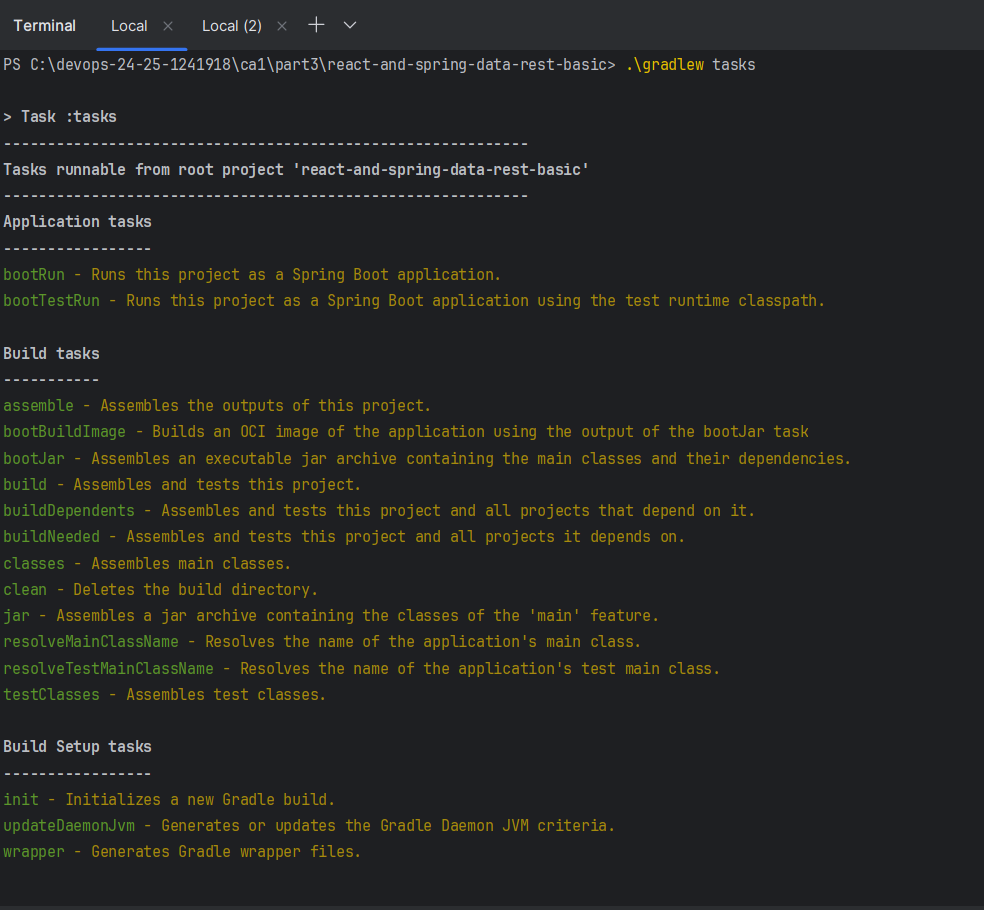 Terminal Local Local (2)
PS C:\devops-24-25-1241918\ca1\part3\react-and-spring-data-rest-basic> .\gradlew tasks
> Task :tasks
------------------------------------------------------------
Tasks runnable from root project 'react-and-spring-data-rest-basic'
------------------------------------------------------------
Application tasks
-----------------
bootRun - Runs this project as a Spring Boot application.
bootTestRun - Runs this project as a Spring Boot application using the test runtime classpath.
Build tasks
-----------
assemble - Assembles the outputs of this project.
bootBuildImage - Builds an OCI image of the application using the output of the bootJar task
bootJar - Assembles an executable jar archive containing the main classes and their dependencies.
build - Assembles and tests this project.
buildDependents - Assembles and tests this project and all projects that depend on it.
buildNeeded - Assembles and tests this project and all projects it depends on.
classes - Assembles main classes.
clean - Deletes the build directory.
jar - Assembles a jar archive containing the classes of the 'main' feature.
resolveMainClassName - Resolves the name of the application's main class.
resolveTestMainClassName - Resolves the name of the application's test main class.
testClasses - Assembles test classes.
Build Setup tasks
-----------------
init - Initializes a new Gradle build.
updateDaemonJvm - Generates or updates the Gradle Daemon JVM criteria.
wrapper - Generates Gradle wrapper files.